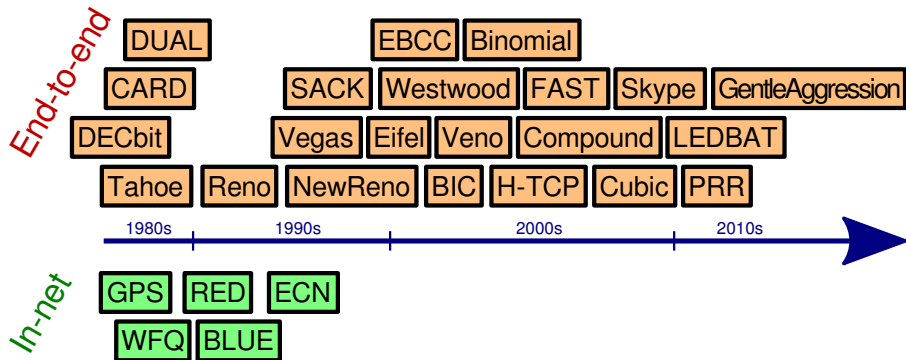 End-to-end
DUAL EBCC Binomial
CARD SACK Westwood FAST Skype GentleAggression
DECbit Vegas Eifel Veno Compound LEDBAT
Tahoe Reno NewReno BIC H-TCP Cubic PRR
1980s 1990s 2000s 2010s
In-net
GPS RED ECN
WFQ BLUE